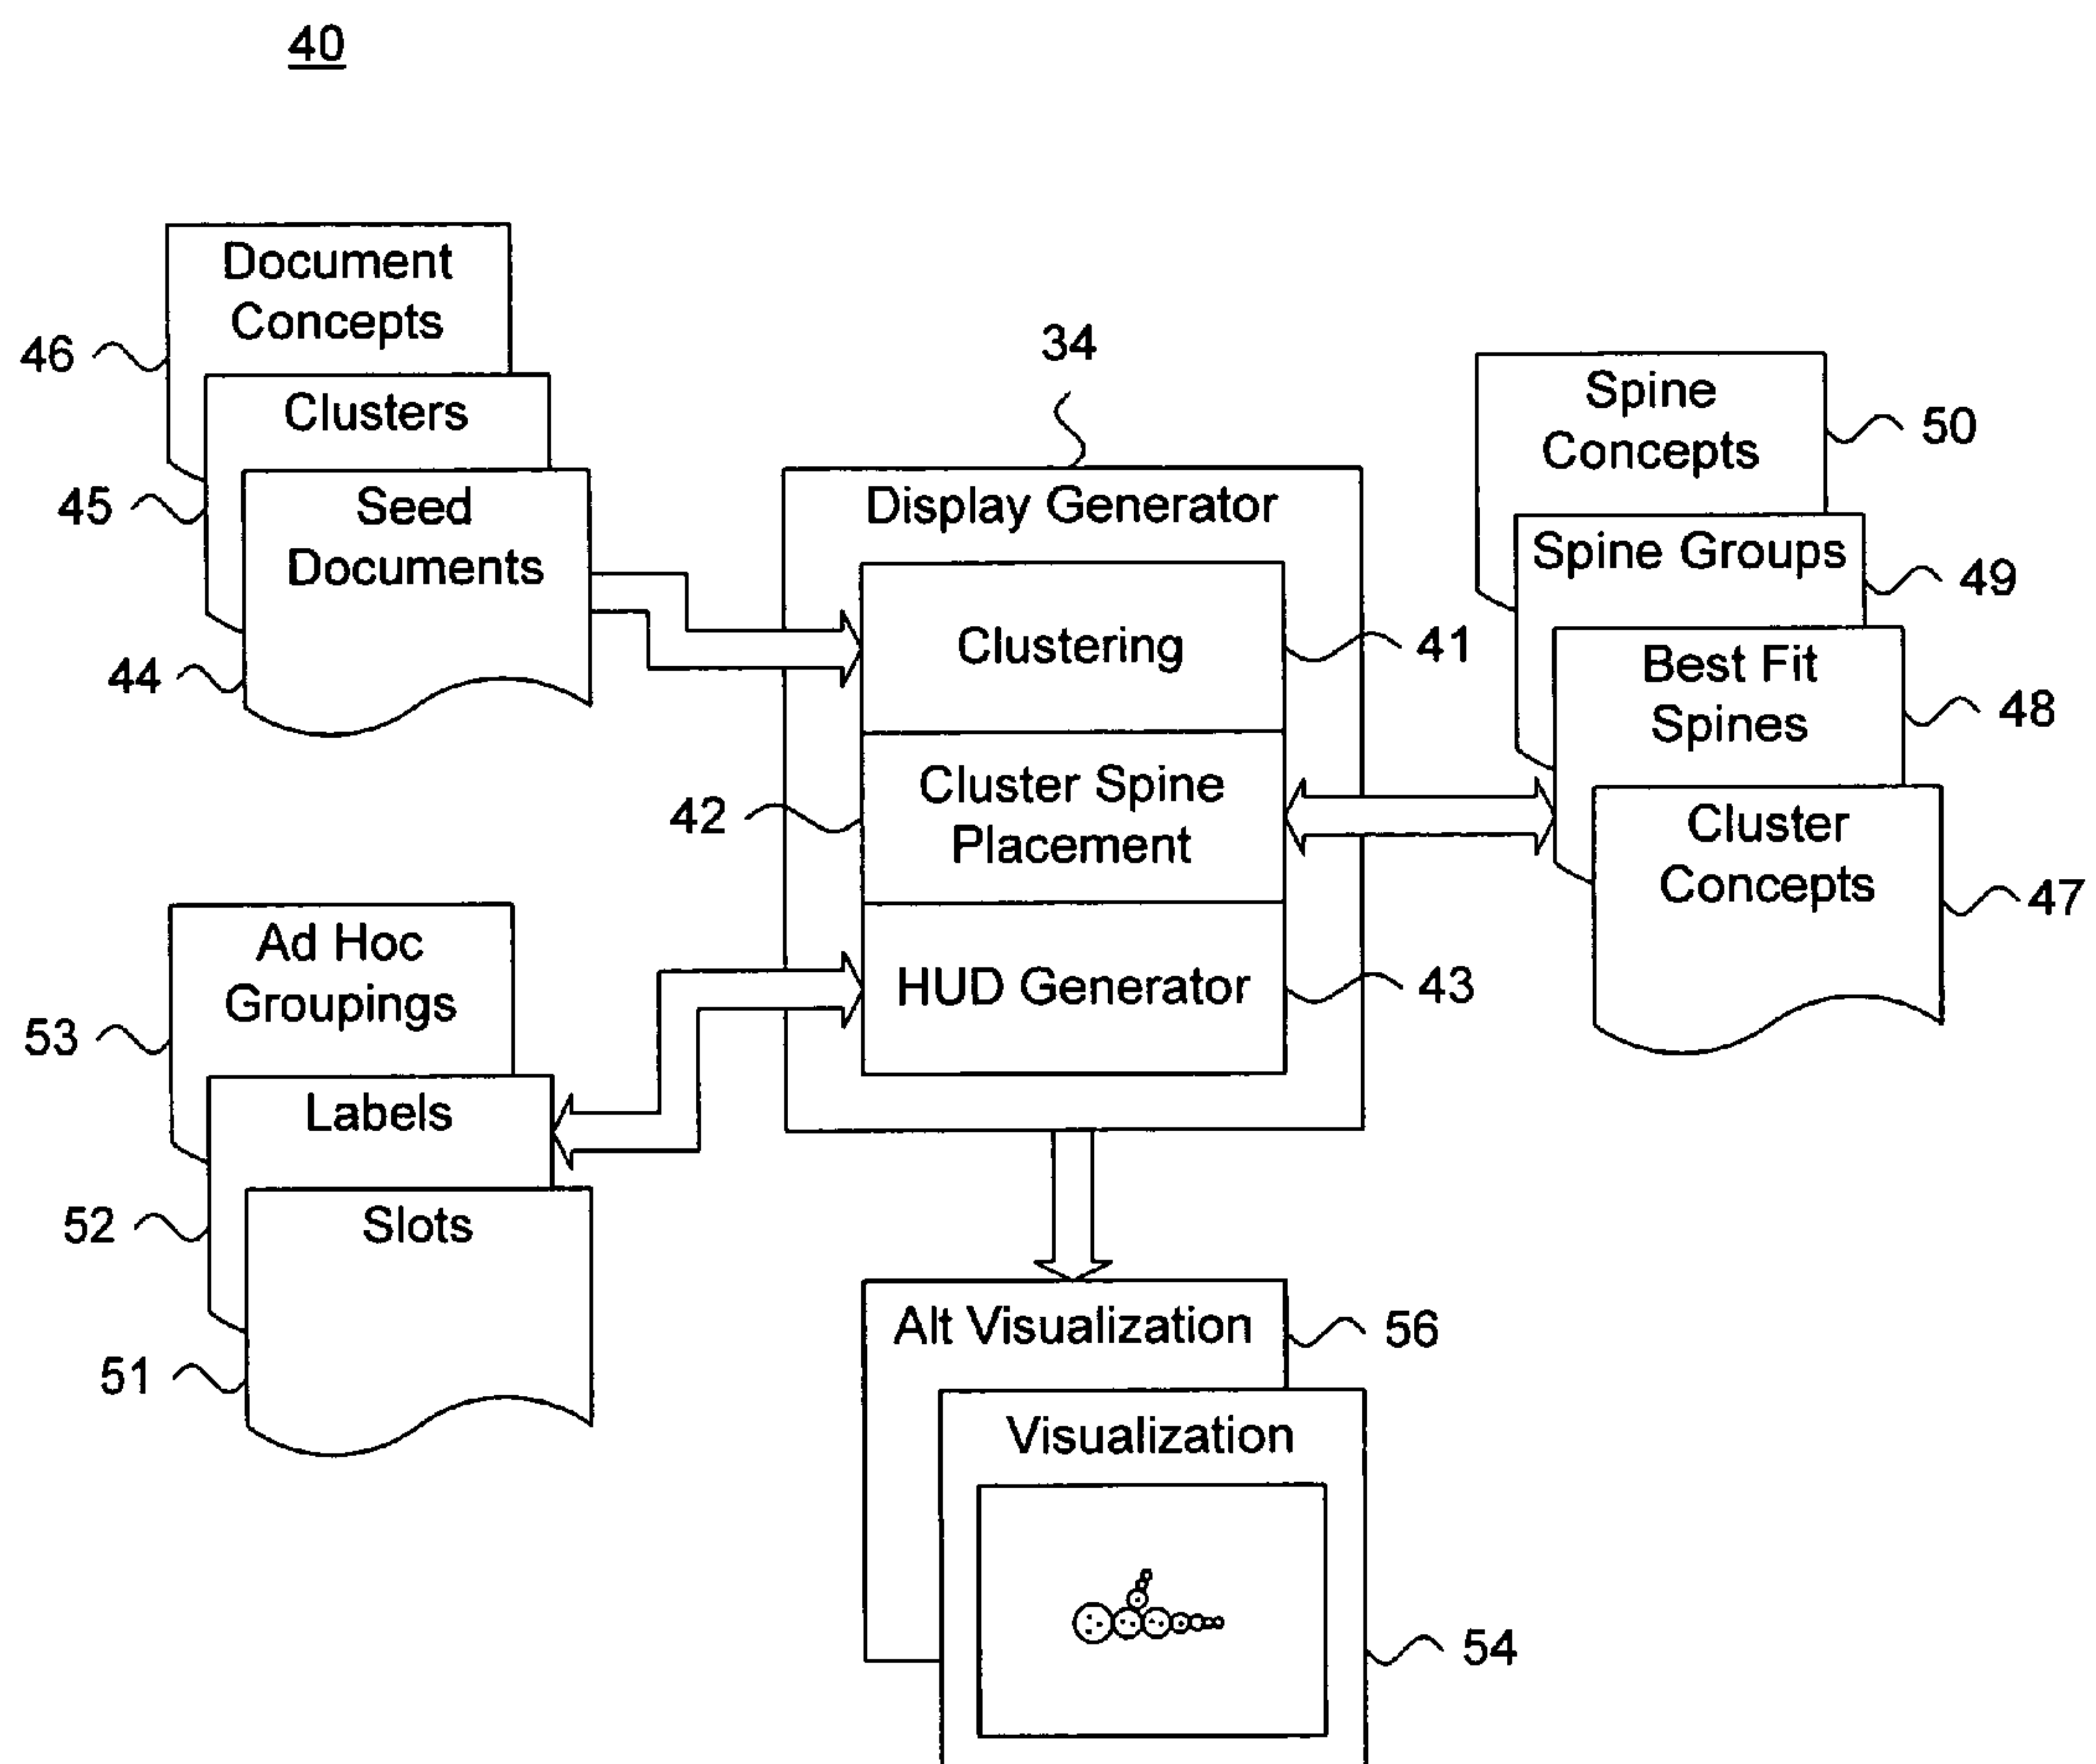 40
Document
Concepts
46
Clusters
45
Seed
Documents
44
34
Display Generator
Clustering
41
Cluster Spine
Placement
42
HUD Generator
43
Spine
Concepts
50
Spine Groups
49
Best Fit
Spines
48
Cluster
Concepts
47
Ad Hoc
Groupings
53
Labels
52
Slots
51
Alt Visualization
56
Visualization
54